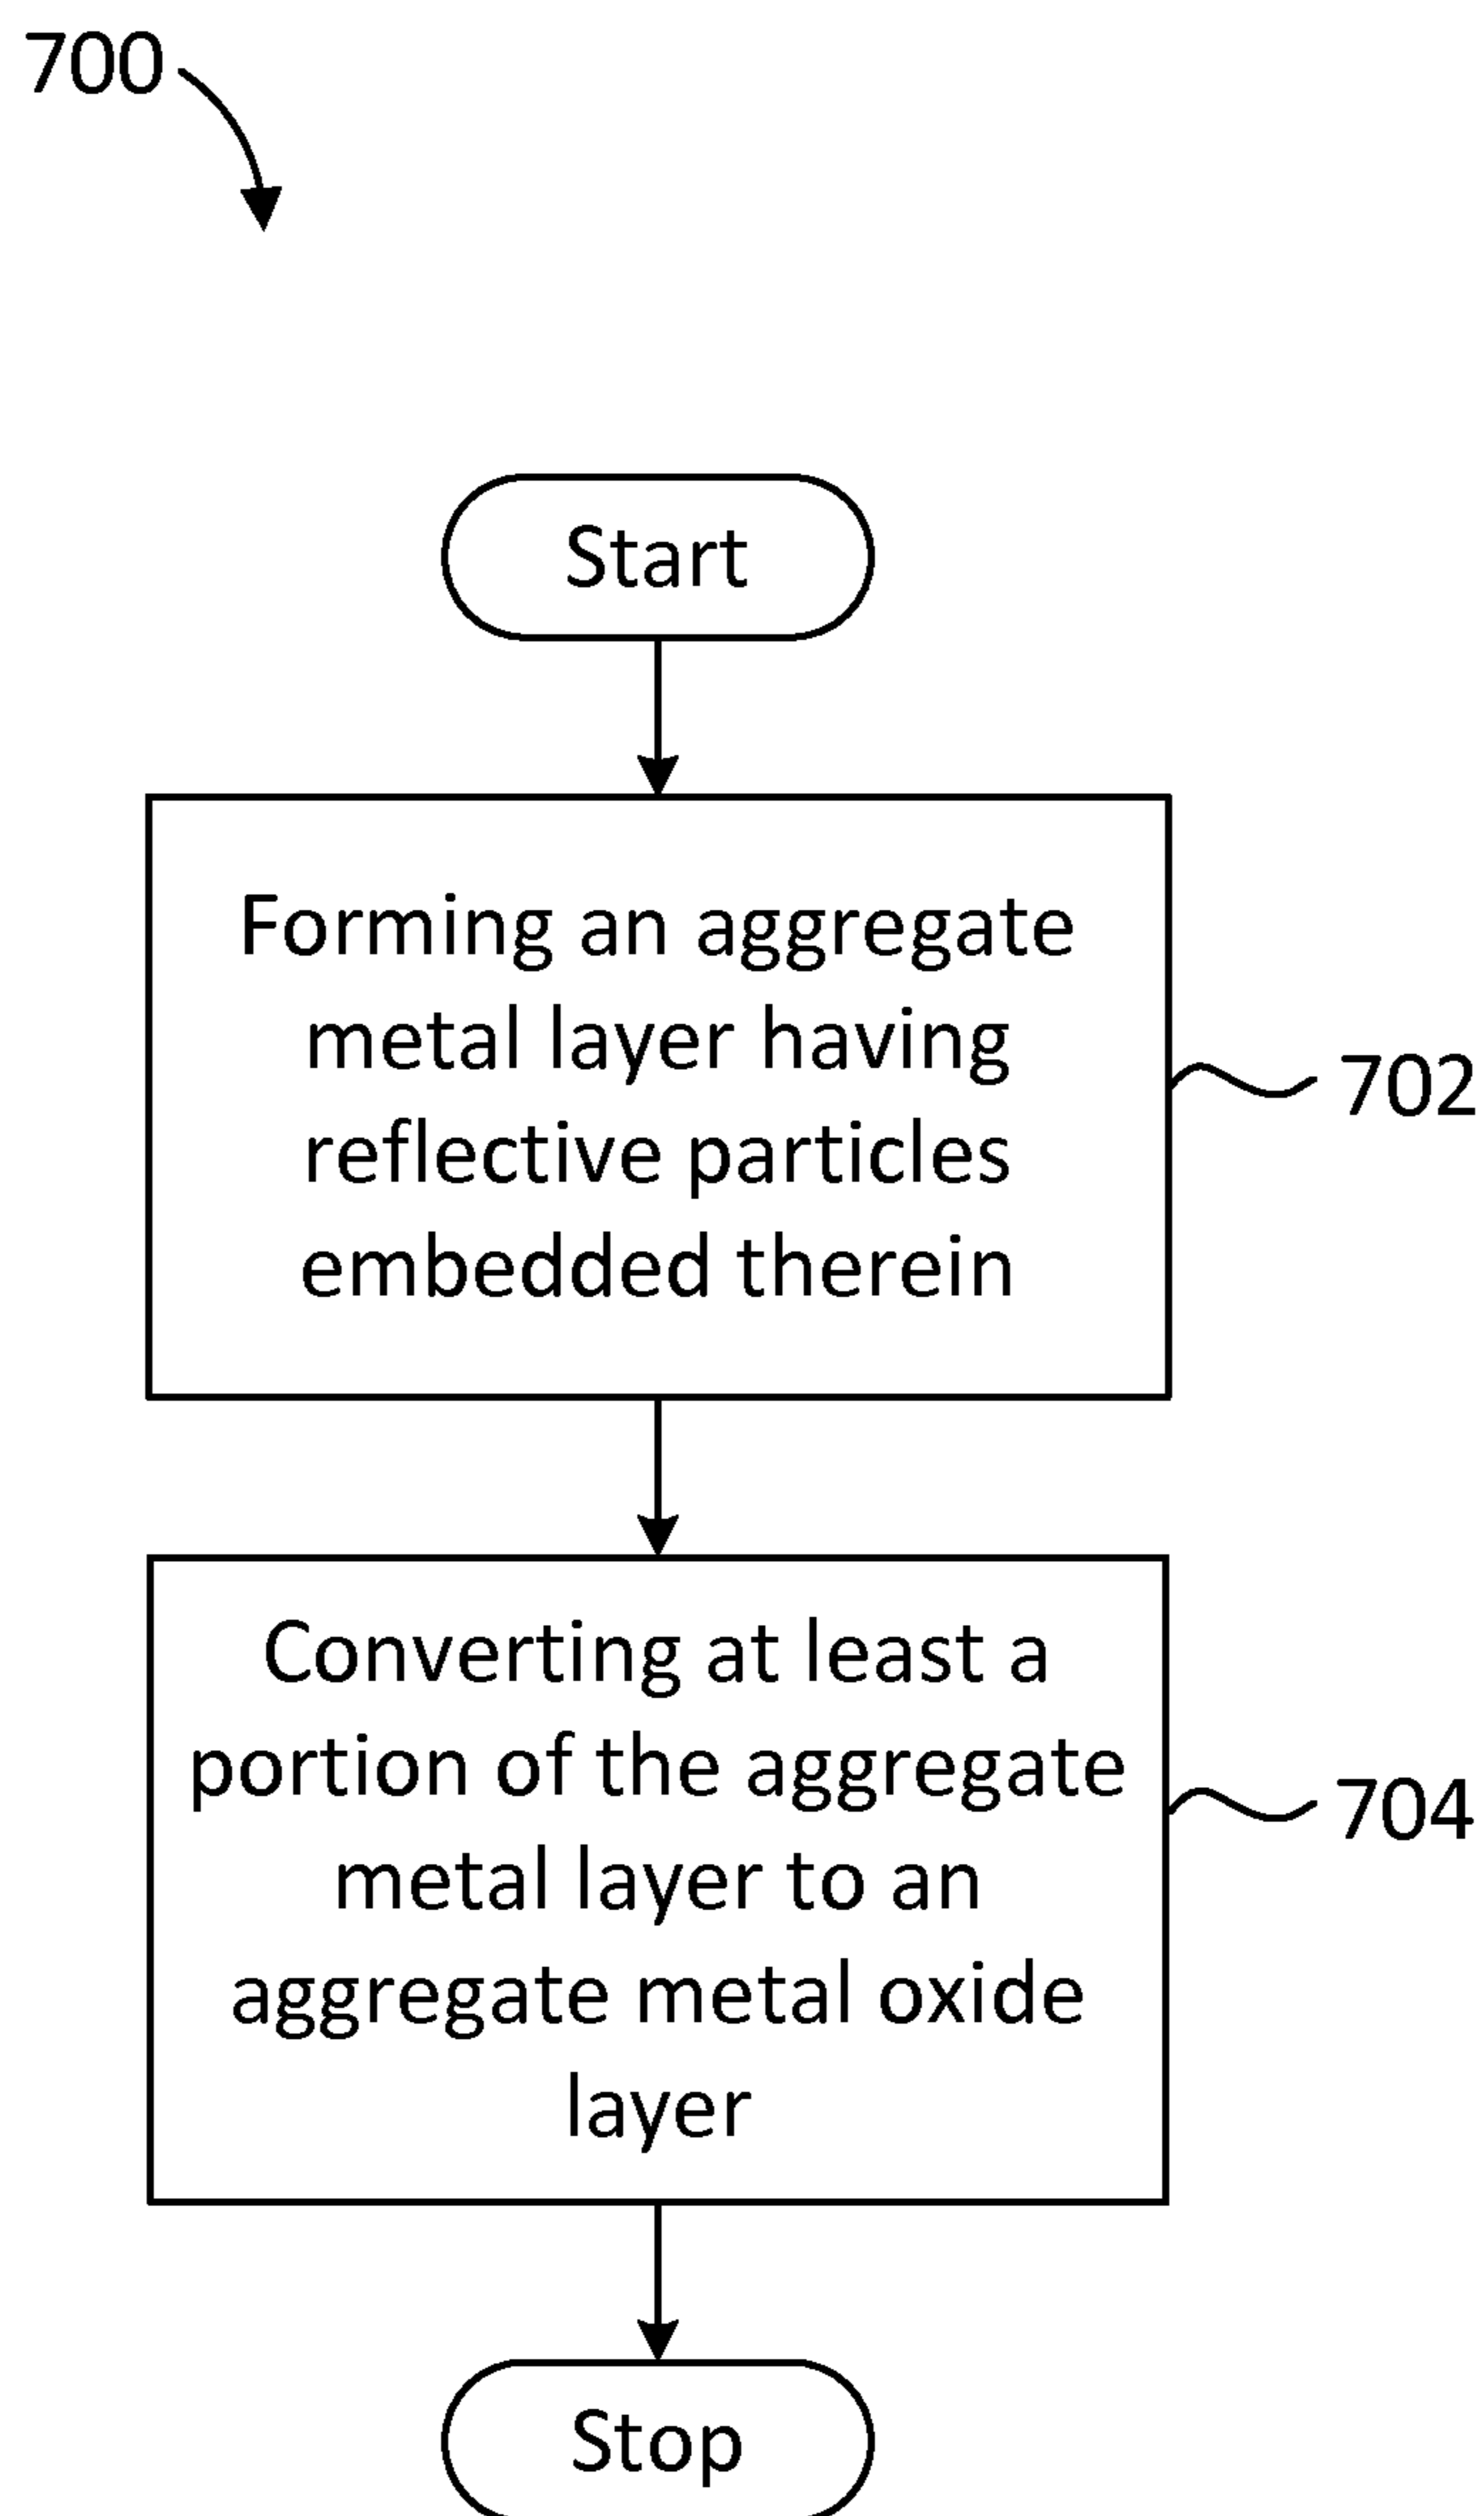 700
Start
Forming an aggregate
metal layer having
reflective particles
embedded therein
702
Converting at least a
portion of the aggregate
metal layer to an
aggregate metal oxide
layer
704
Stop